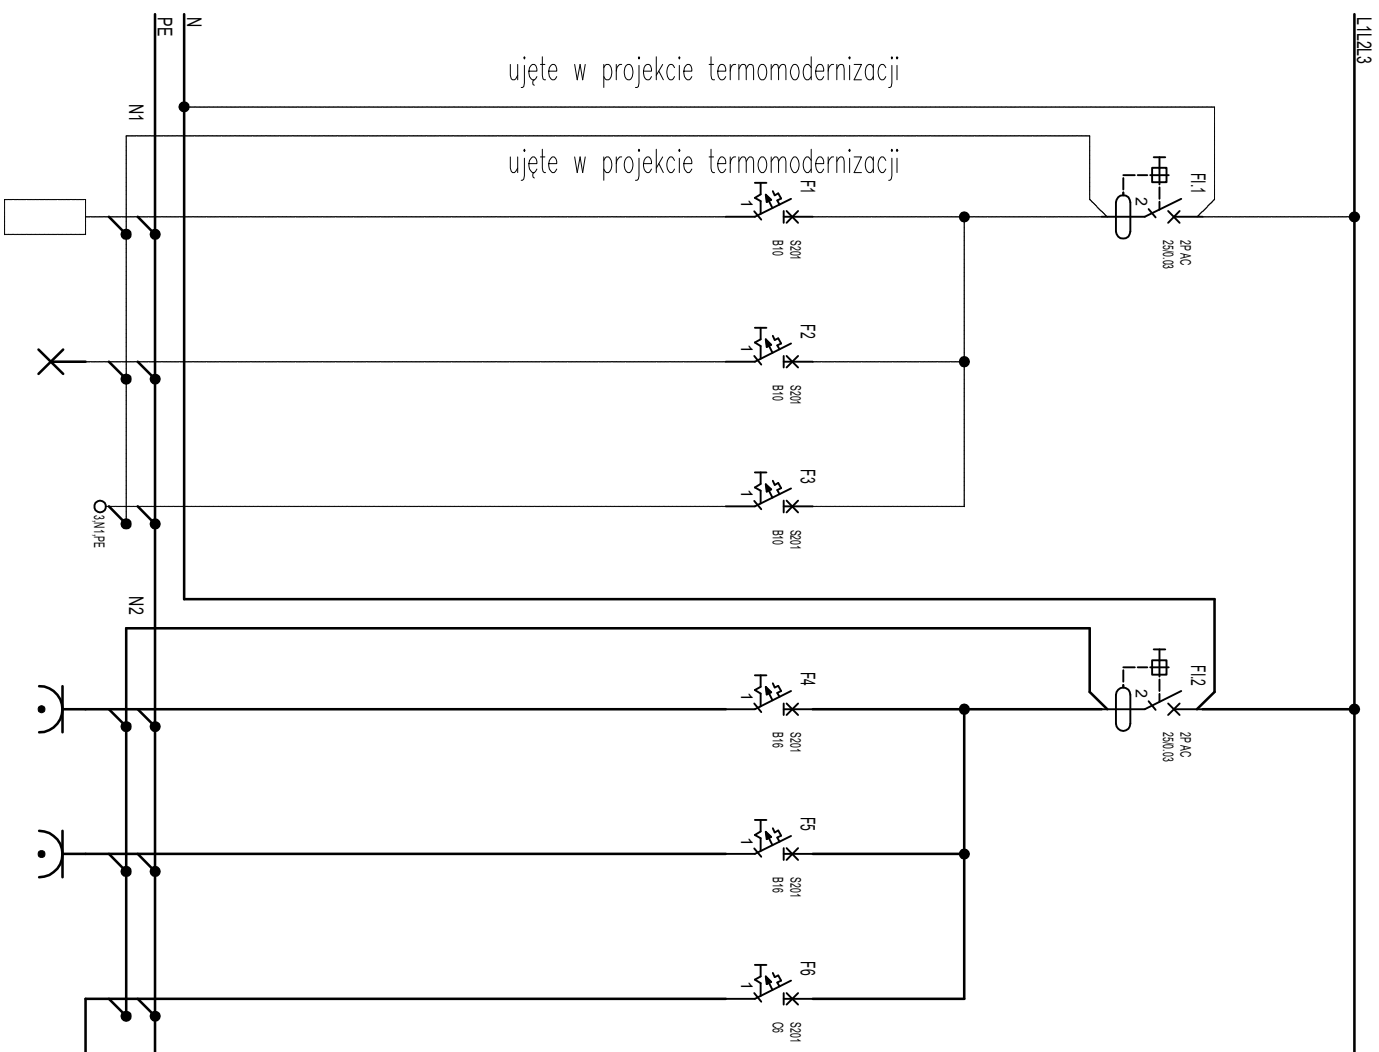 L1L2L3
N
PE
ujęte w projekcie termomodernizacji
N1
ujęte w projekcie termomodernizacji
F1
1
S201
B10
FI.1
2
2P AC
25/0.03
F2
1
S201
B10
F3
1
S201
B10
3,N1,PE
N2
F4
1
S201
B16
FI.2
2
2P AC
25/0.03
F5
1
S201
B16
F6
1
S201
C6